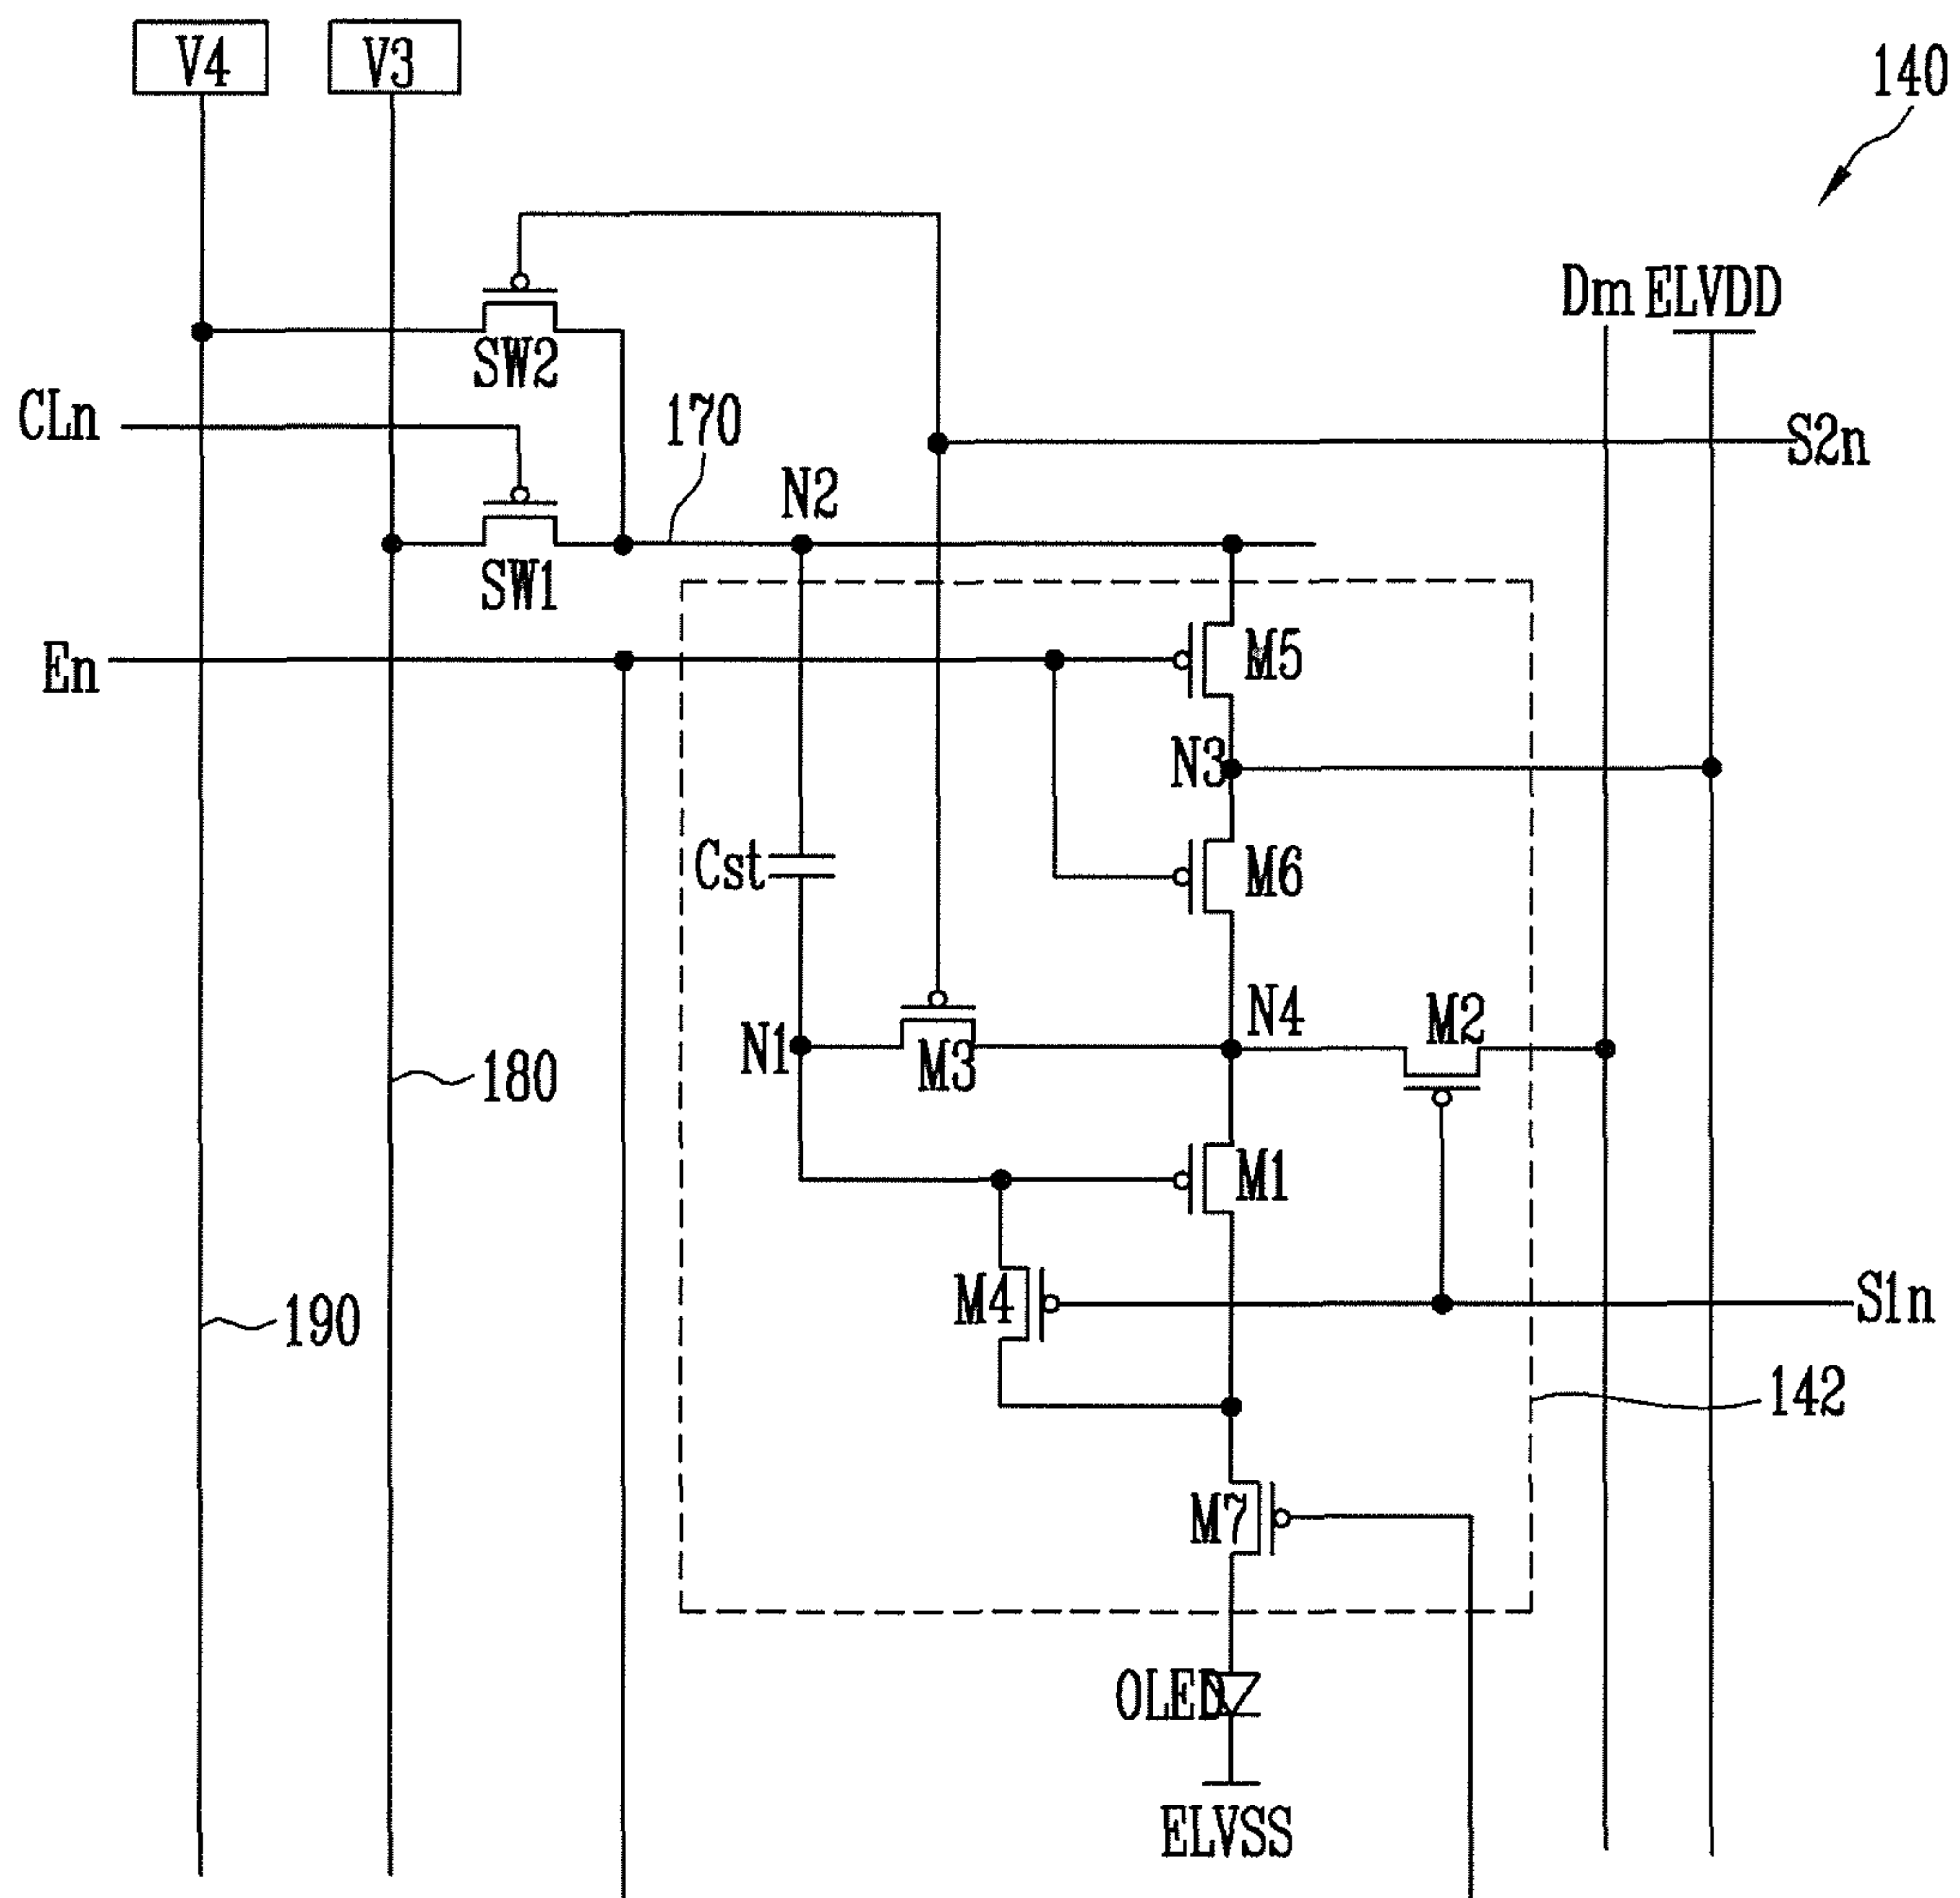 V4
V3
140
Dm
ELVDD
SW2
CLn
170
S2n
N2
SW1
En
M5
N3
Cst
M6
N4
M2
N1
M3
180
M1
M4
S1n
190
142
M7
OLED
ELVSS